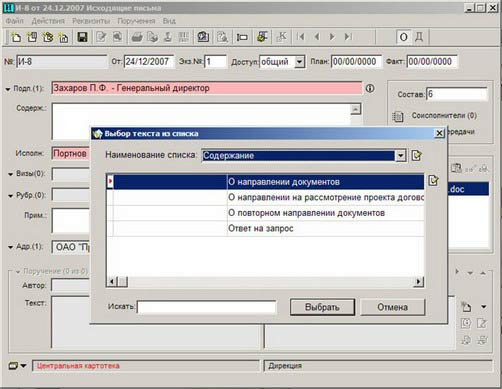 И-8 от 24.12.2007 Исходящие письма
Файл Действия Реквизиты Поручения Вид
О Д
№: И-8 От: 24/12/2007 Экз.№: 1 Доступ: общий План: 00/00/0000 Факт: 00/00/0000
Подп.(1): Захаров П.Ф. - Генеральный директор
Состав: 6
Содерж.:
Соисполнители (0)
Выбор текста из списка
Исполн: Портнов
Наименование списка: Содержание
Визы(0):
О направлении документов
.doc
Рубр.(0):
О направлении на рассмотрение проекта догово
Прим.:
О повторном направлении документов
Ответ на запрос
Адр.(1): ОАО "Пр
Поручение (0 из 0)
Автор:
Текст:
Искать: Выбрать Отмена
Центральная картотека Дирекция